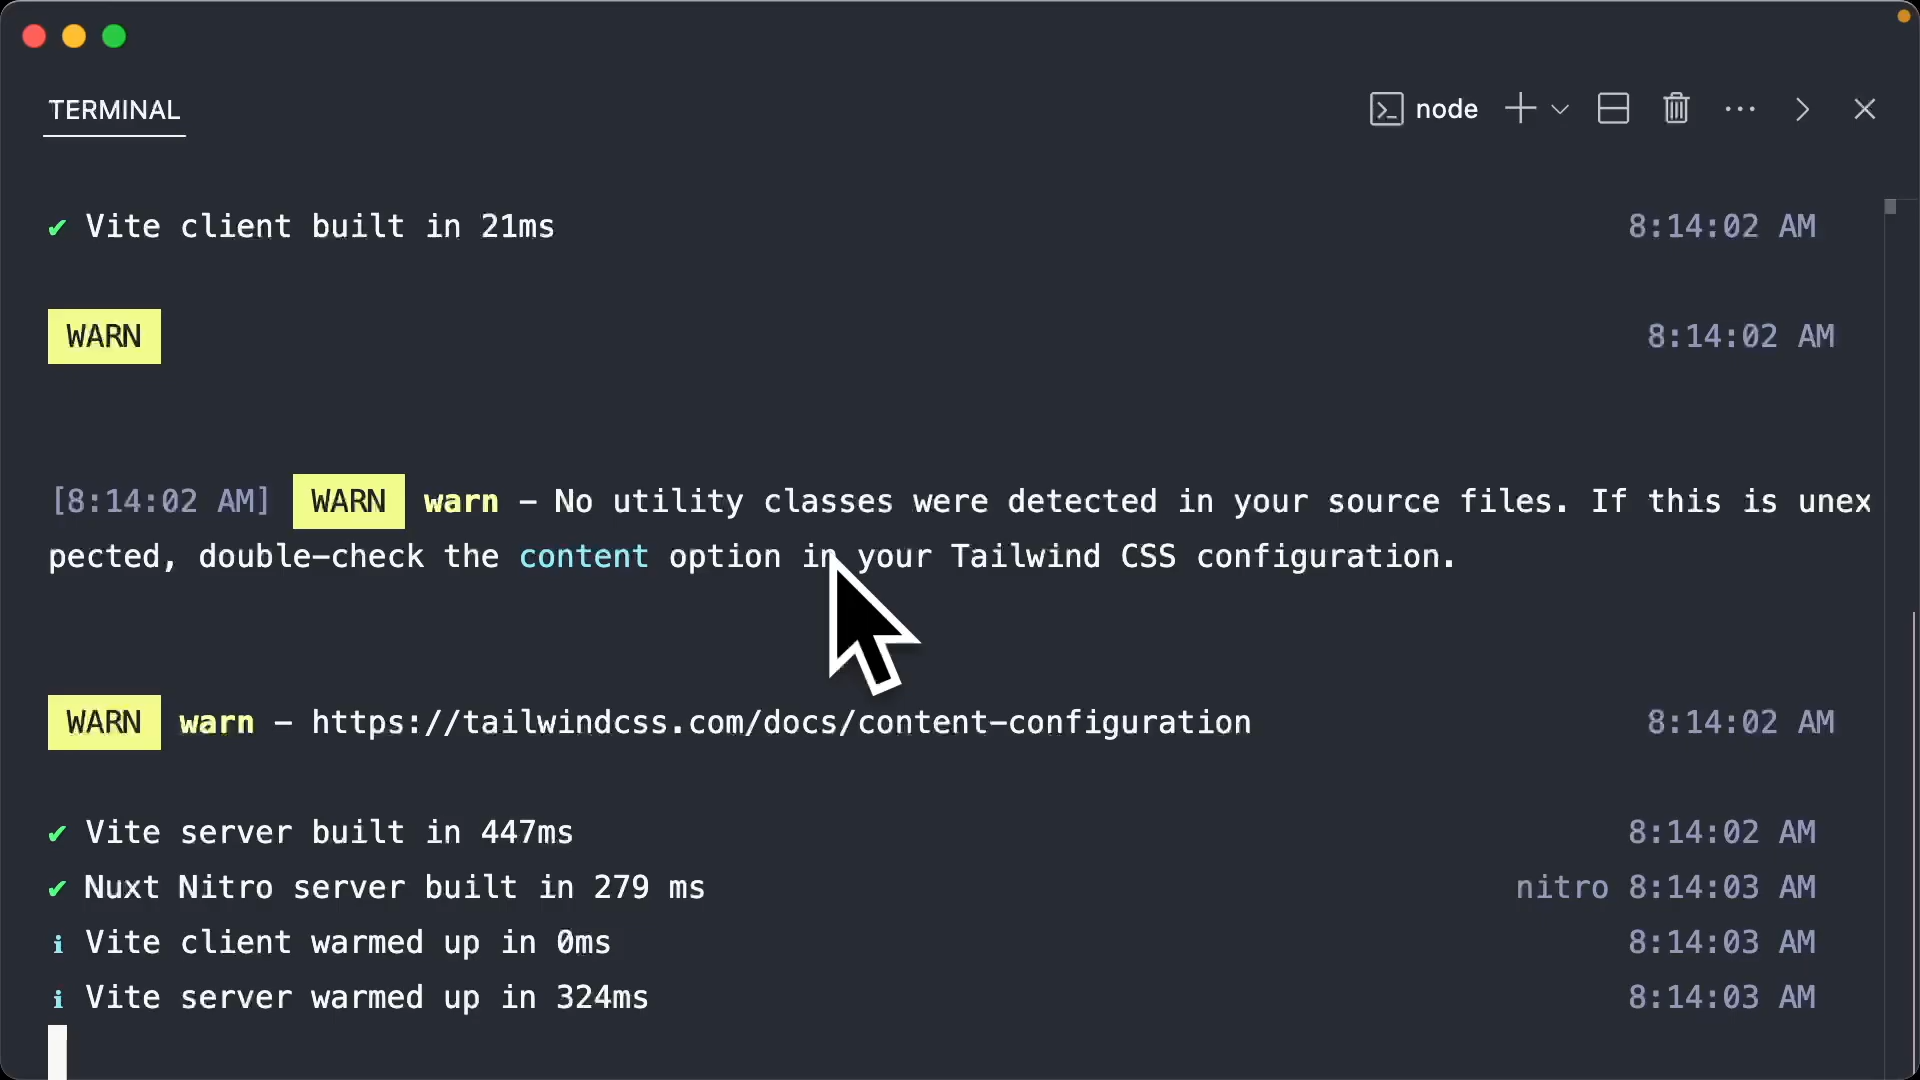 TERMINAL
node
✔ Vite client built in 21ms 8:14:02 AM
WARN 8:14:02 AM
[8:14:02 AM] WARN warn - No utility classes were detected in your source files. If this is unex
pected, double-check the content option in your Tailwind CSS configuration.
WARN warn - https://tailwindcss.com/docs/content-configuration 8:14:02 AM
✔ Vite server built in 447ms 8:14:02 AM
✔ Nuxt Nitro server built in 279 ms nitro 8:14:03 AM
ℹ Vite client warmed up in 0ms 8:14:03 AM
ℹ Vite server warmed up in 324ms 8:14:03 AM